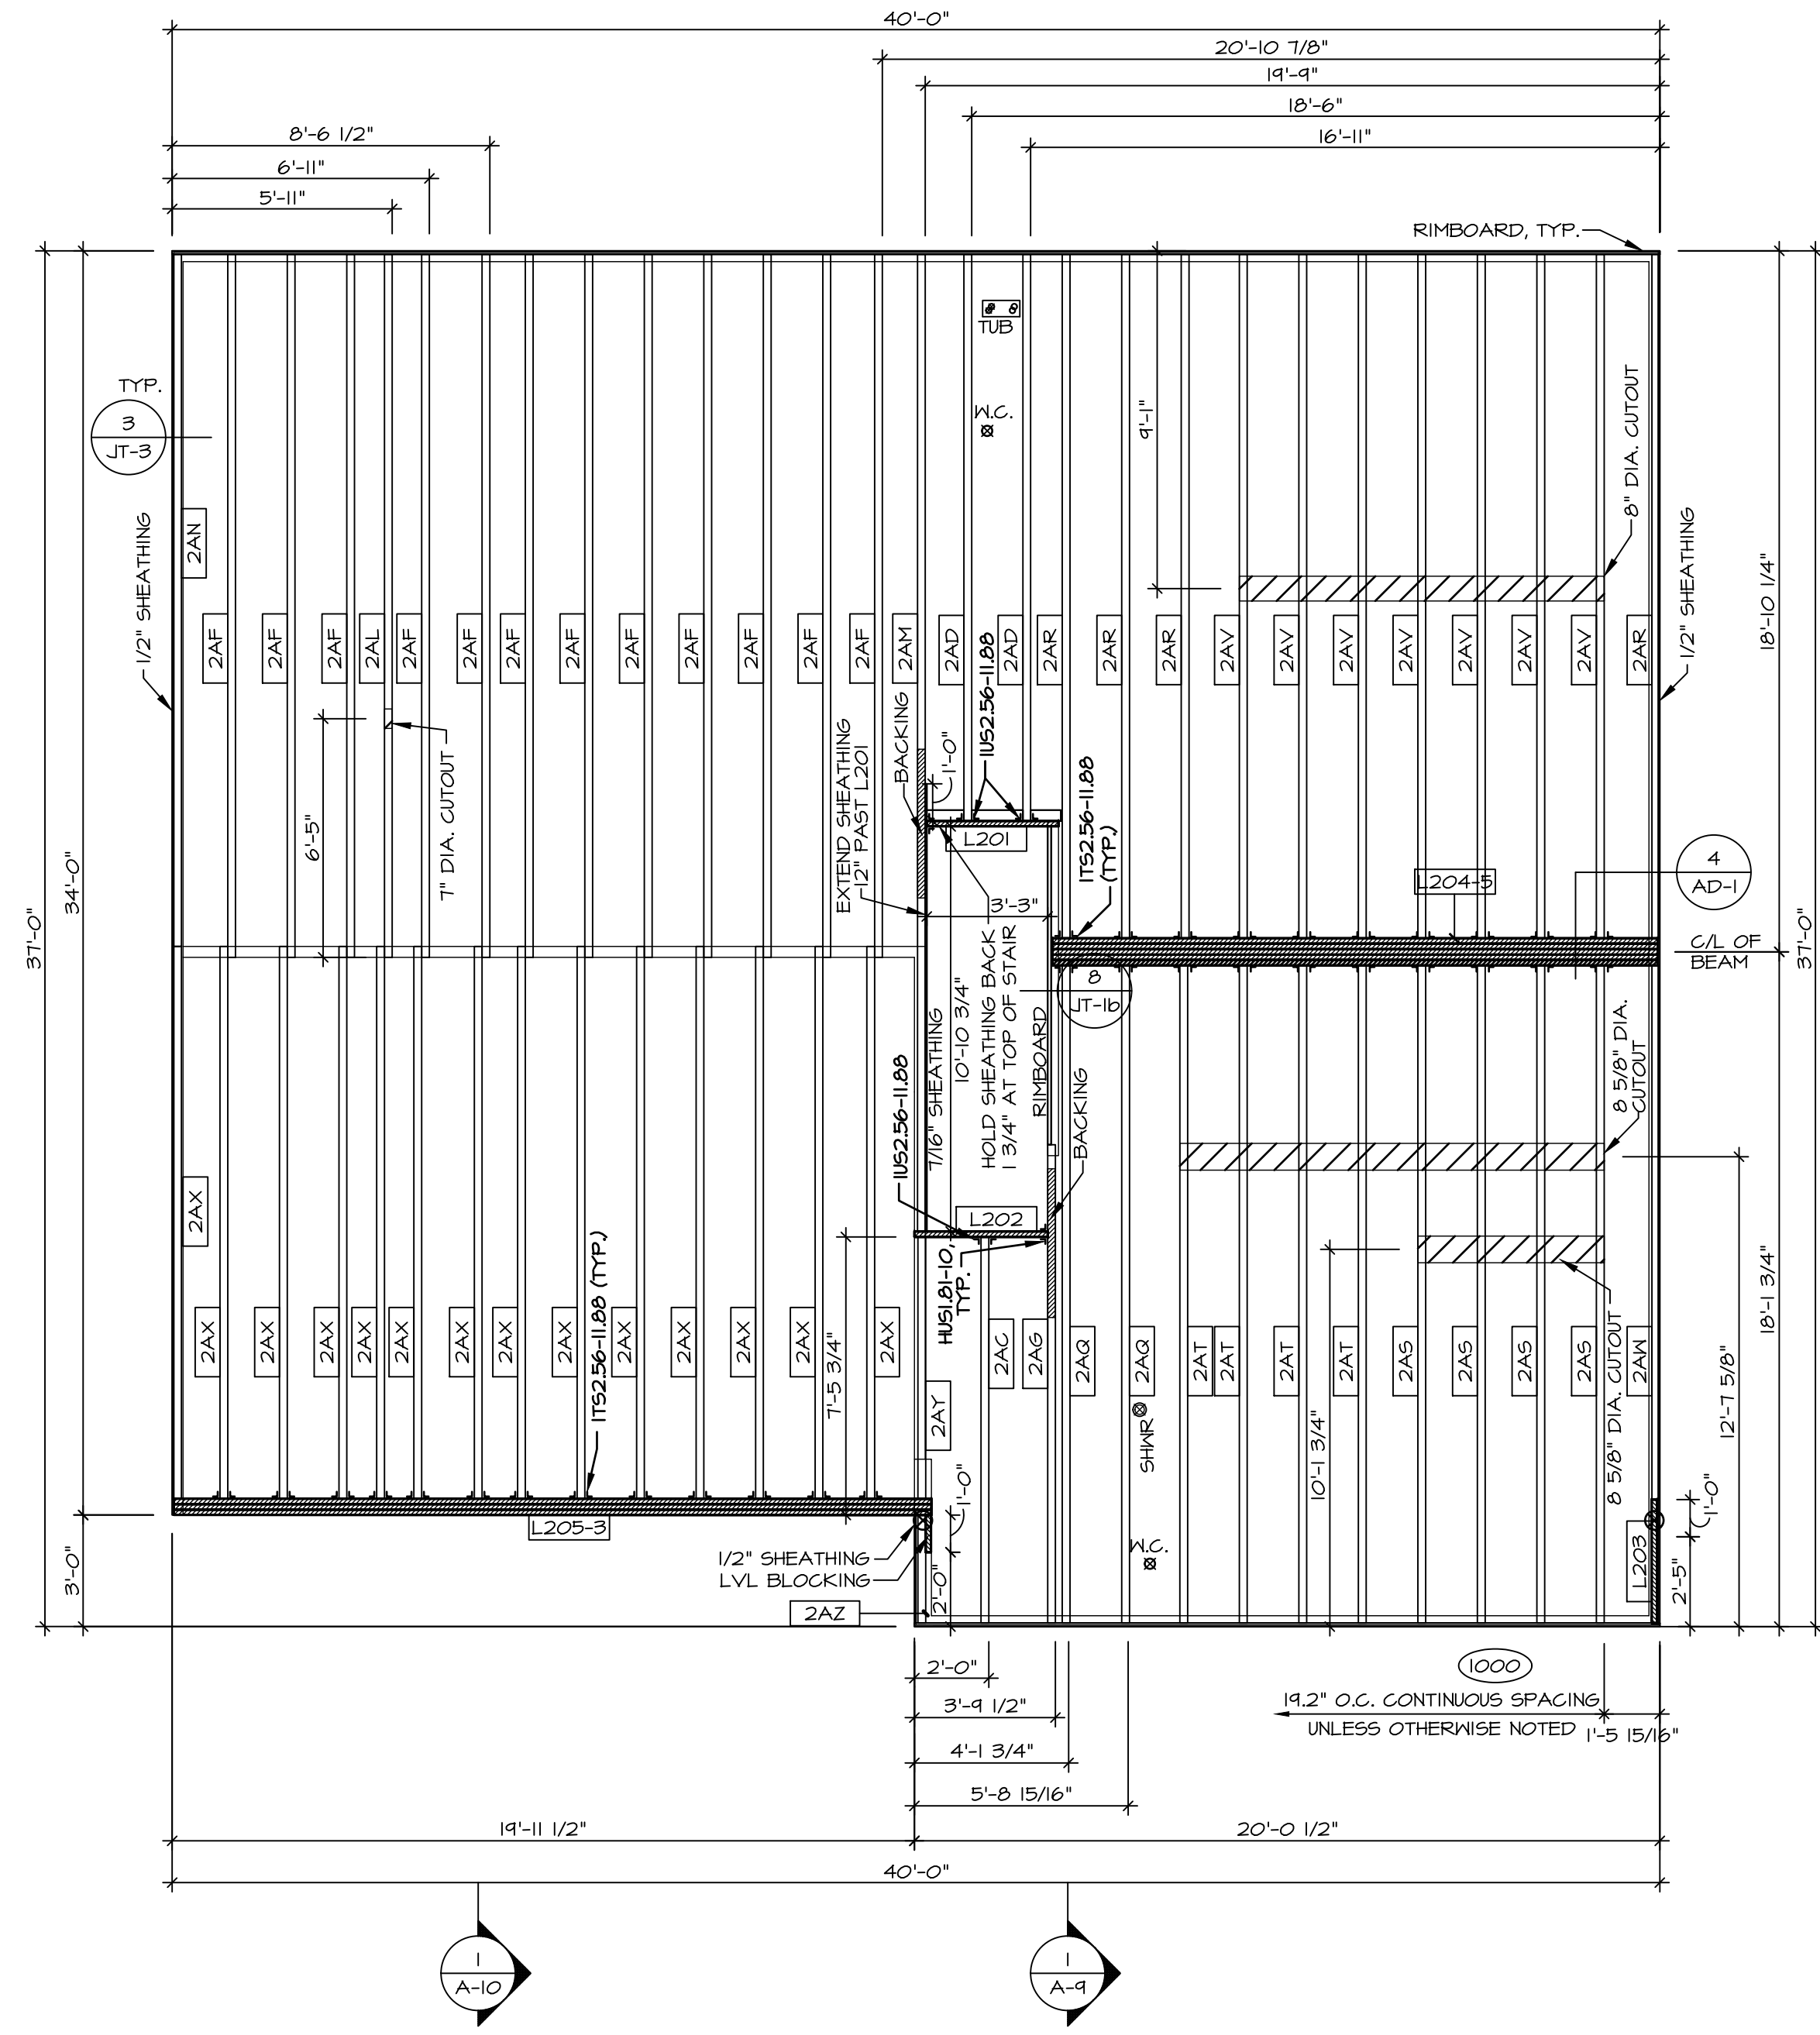 40'-0"
20'-10 7/8"
19'-9"
18'-6"
16'-11"
8'-6 1/2"
6'-11"
5'-11"
RIMBOARD, TYP.
TUB
TYP.
3
JT-3
W.C.
9'-1"
8" DIA. CUTOUT
1/2" SHEATHING
2AN
1/2" SHEATHING
18'-10 1/4"
2AF
2AF
2AF
2AL
2AF
2AF
2AF
2AF
2AF
2AF
2AF
2AF
2AF
2AM
2AD
2AD
2AR
2AR
2AR
2AV
2AV
2AV
2AV
2AV
2AV
2AV
2AR
IUS2.56-11.88
BACKING
1'-0"
EXTEND SHEATHING
12" PAST L201
7" DIA. CUTOUT
6'-5"
L201
ITS2.56-11.88
(TYP.)
37'-0"
34'-0"
3'-3"
L204-5
4
AD-1
C/L OF
BEAM
37'-0"
8
JT-1b
7/16" SHEATHING
10'-10 3/4"
HOLD SHEATHING BACK
1 3/4" AT TOP OF STAIR
RIMBOARD
BACKING
IUS2.56-11.88
8 5/8" DIA.
CUTOUT
2AX
L202
HUS1.81-10,
TYP.
ITS2.56-11.88 (TYP.)
2AX
2AX
2AX
2AX
2AX
2AX
2AX
2AX
2AX
2AX
2AX
2AX
2AX
7'-5 3/4"
2AY
2AC
2AG
2AQ
2AQ
2AT
2AT
2AT
2AT
2AS
2AS
2AS
2AS
2AW
SHWR
10'-1 3/4"
8 5/8" DIA. CUTOUT
12'-7 5/8"
18'-1 3/4"
1'-0"
1'-0"
L205-3
1/2" SHEATHING
LVL BLOCKING
2'-0"
W.C.
L203
2'-5"
3'-0"
2AZ
2'-0"
1000
3'-9 1/2"
19.2" O.C. CONTINUOUS SPACING
UNLESS OTHERWISE NOTED
1'-5 15/16"
4'-1 3/4"
5'-8 15/16"
19'-11 1/2"
20'-0 1/2"
40'-0"
1
A-10
1
A-9